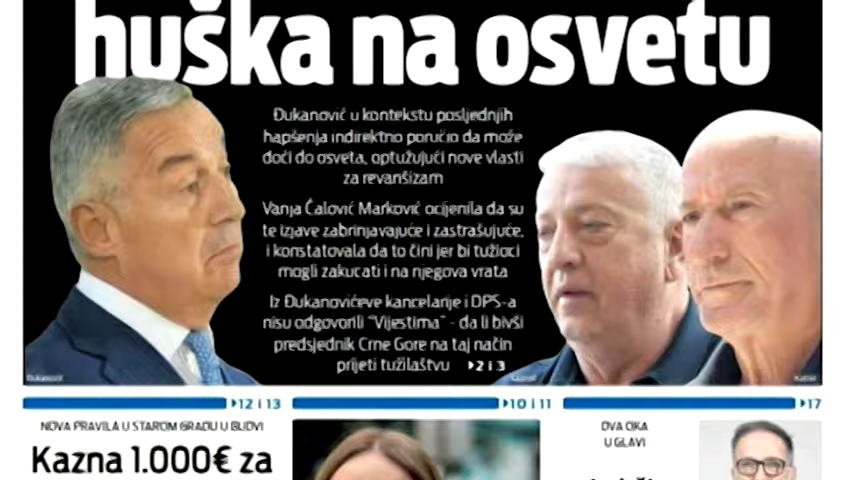 huška na osvetu
Đukanović u kontekstu posljednjih
hapšenja indirektno poručio da može
doći do osveta, optužujući nove vlasti
za revanšizam
Vanja Ćalović Marković ocijenila da su
te izjave zabrinjavajuće i zastrašujuće,
i konstatovala da to čini jer bi tužioci
mogli zakucati i na njegova vrata
Iz Đukanovićeve kancelarije i DPS-a
nisu odgovorili "Vijestima" - da li bivši
predsjednik Crne Gore na taj način
prijeti tužilaštvu 2 i 3
Đukanović
12 i 13
10 i 11
17
NOVA PRAVILA U STAROM GRADU U BUDVI
Kazna 1.000€ za
DVA OKA
U GLAVI